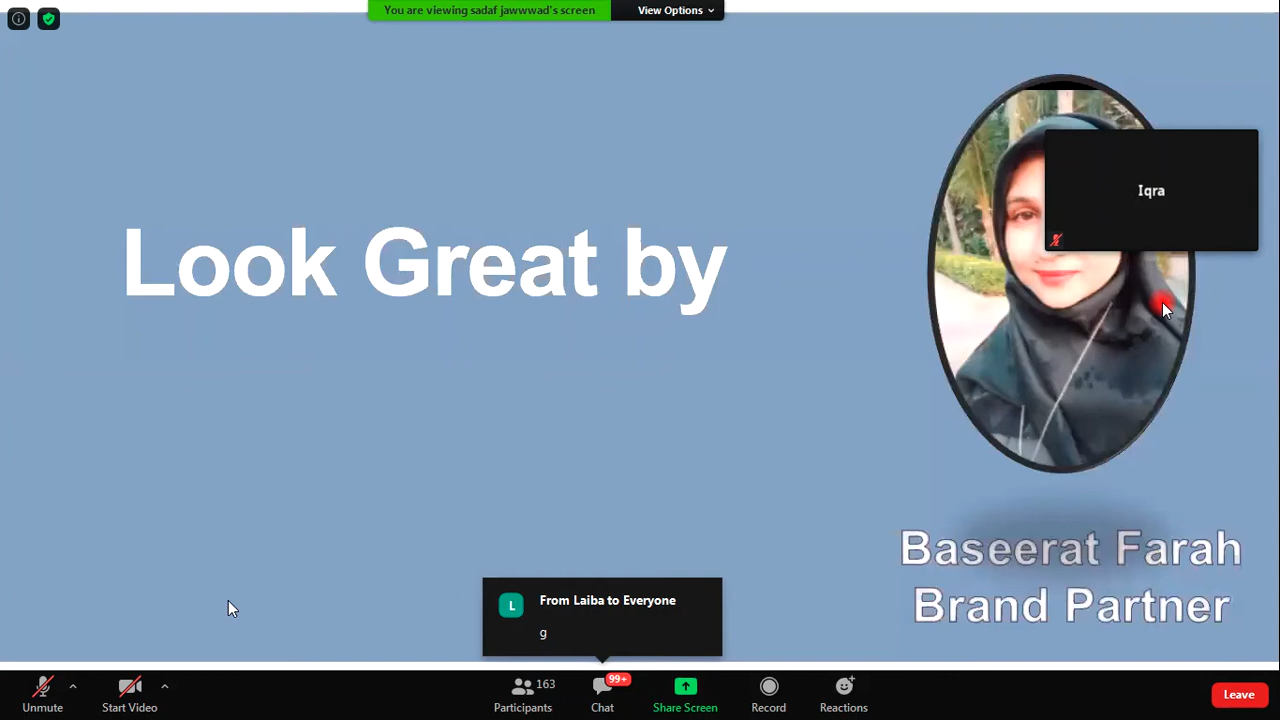 You are viewing sadaf jawwwad's screen
View Options
Iqra
Look Great by
Baseerat Farah
Brand Partner
L
From Laiba to Everyone
g
Unmute
Start Video
163
Participants
99+
Chat
Share Screen
Record
Reactions
Leave